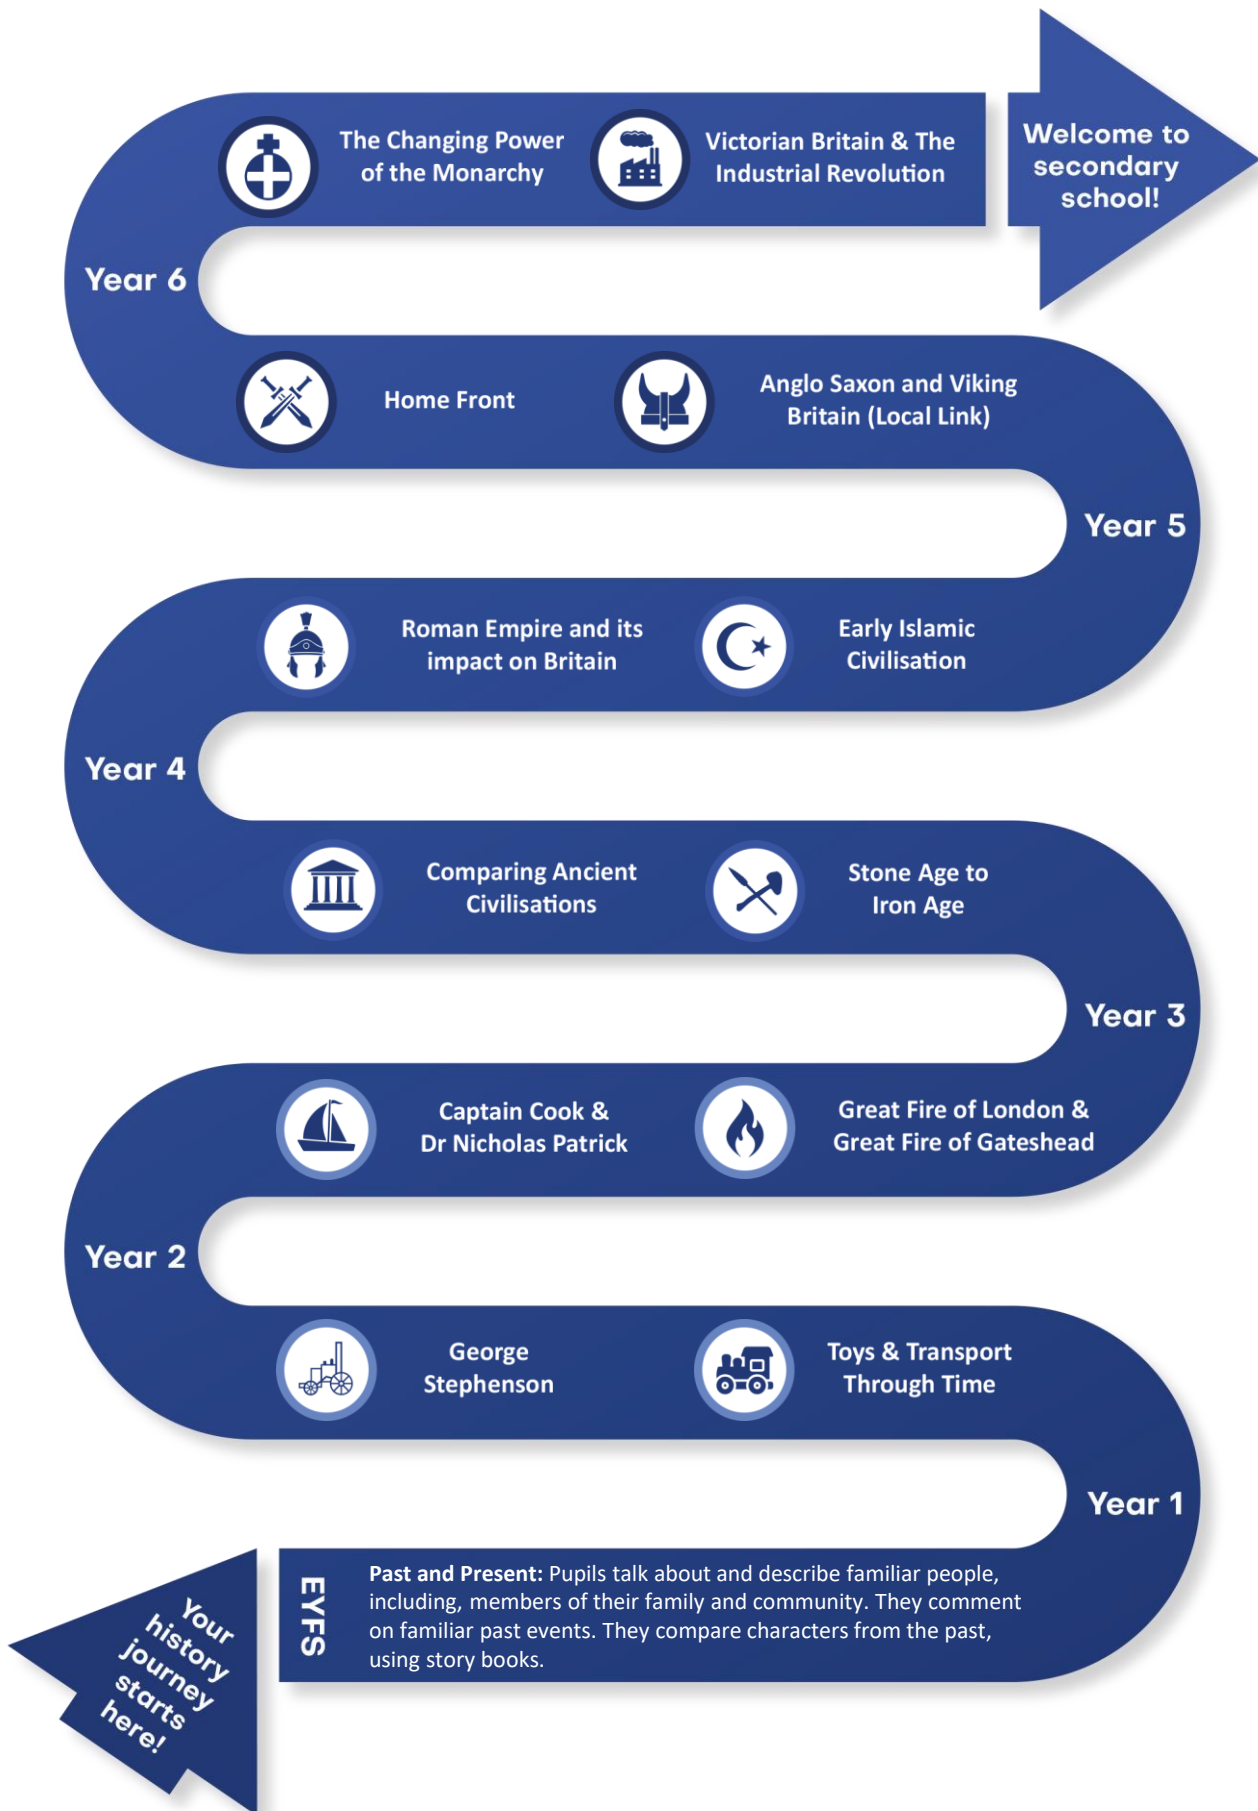 The Changing Power
of the Monarchy
Victorian Britain & The
Industrial Revolution
Welcome to
secondary
school!
Year 6
Home Front
Anglo Saxon and Viking
Britain (Local Link)
Year 5
Roman Empire and its
impact on Britain
Early Islamic
Civilisation
Year 4
Comparing Ancient
Civilisations
Stone Age to
Iron Age
Year 3
Captain Cook &
Dr Nicholas Patrick
Great Fire of London &
Great Fire of Gateshead
Year 2
George
Stephenson
Toys & Transport
Through Time
Year 1
Your
history
journey
starts
here!
EYFS
Past and Present: Pupils talk about and describe familiar people,
including, members of their family and community. They comment
on familiar past events. They compare characters from the past,
using story books.